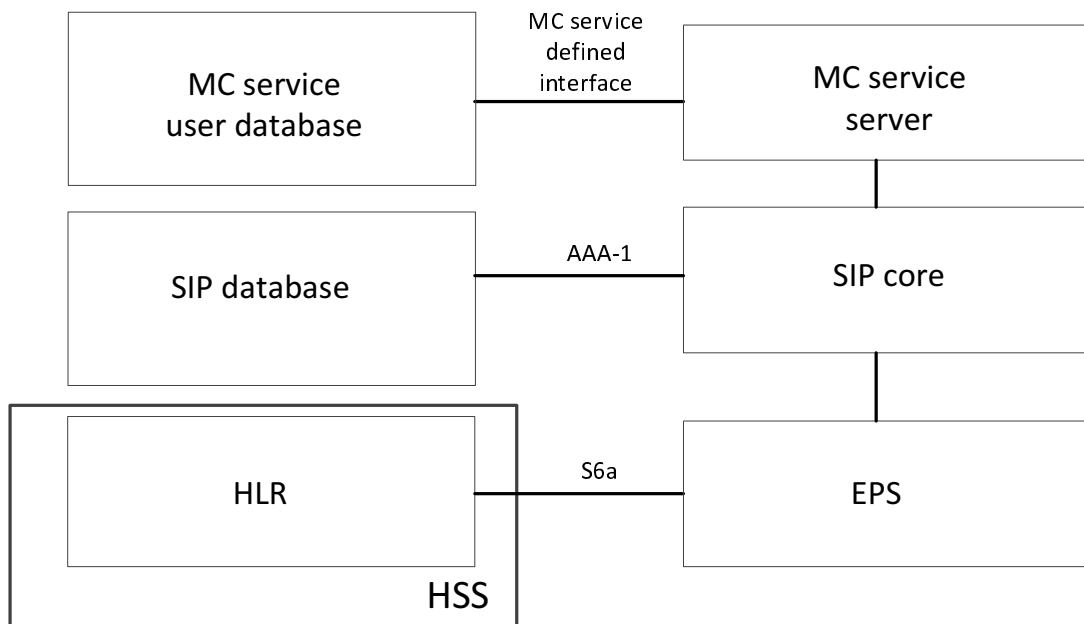 MC service
user database
MC service
defined
interface
MC service
server
SIP database
AAA-1
SIP core
HLR
S6a
EPS
HSS